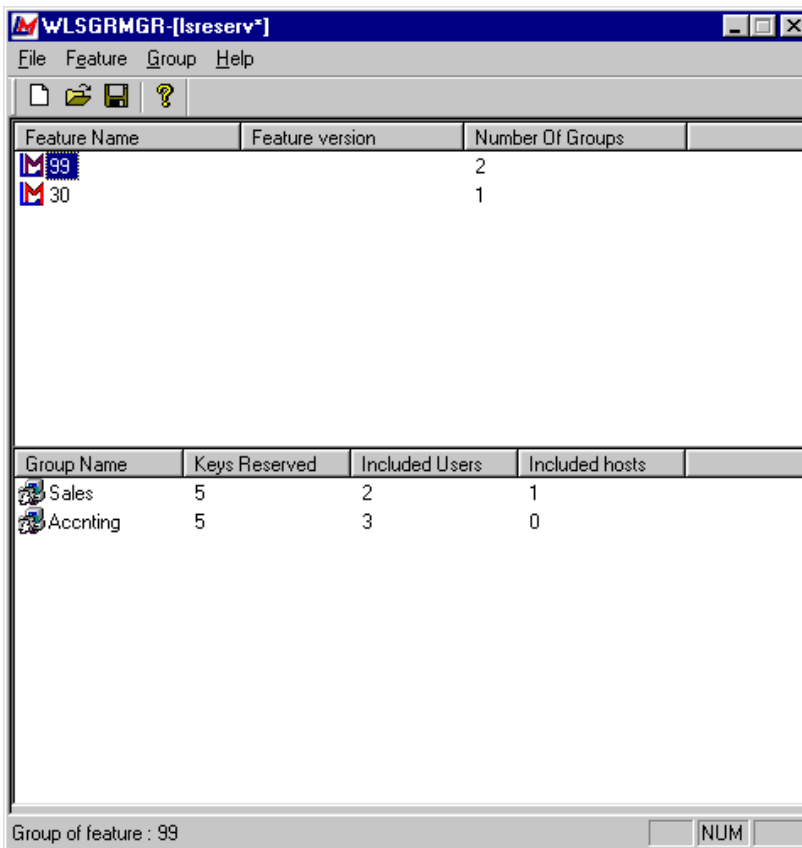 WLSGRMGR-[lsreserv*]
File Feature Group Help
Feature Name Feature version Number Of Groups
99 2
30 1
Group Name Keys Reserved Included Users Included hosts
Sales 5 2 1
Accnting 5 3 0
Group of feature : 99 NUM